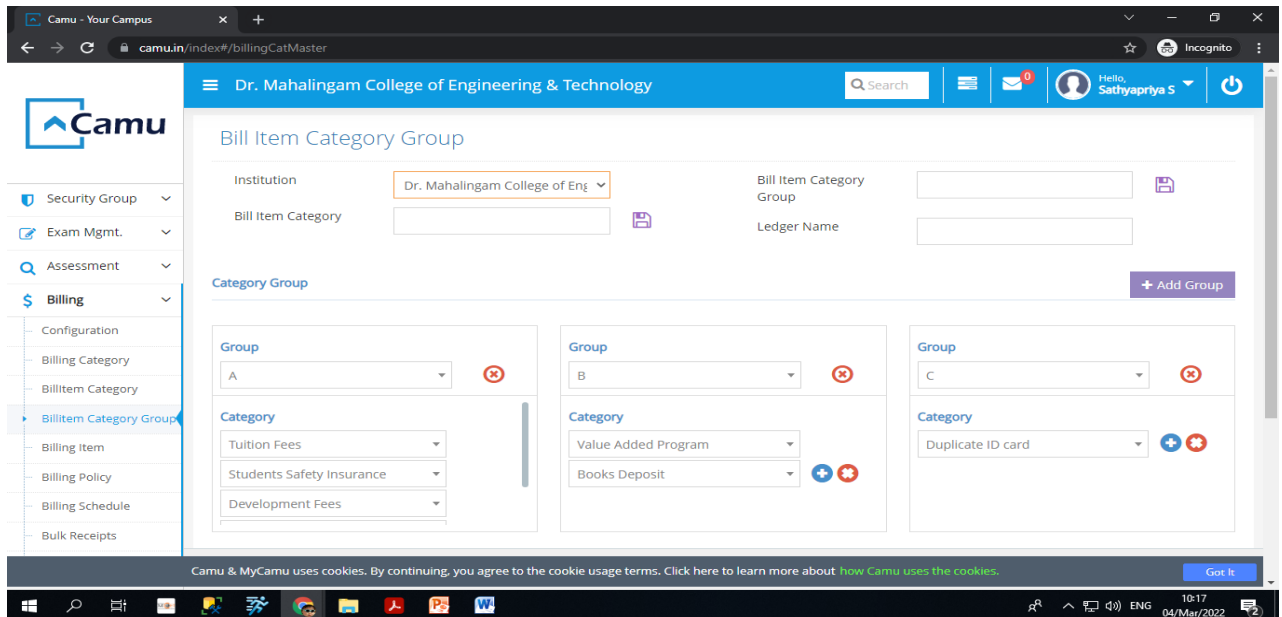 Camu - Your Campus
camu.in/index#/billingCatMaster
Incognito
Camu
Dr. Mahalingam College of Engineering & Technology
Search
0
Hello,
Sathyapriya S
Security Group
Exam Mgmt.
Assessment
Billing
Configuration
Billing Category
BillItem Category
Billitem Category Group
Billing Item
Billing Policy
Billing Schedule
Bulk Receipts
Bill Item Category Group
Institution
Dr. Mahalingam College of Eng
Bill Item Category
Group
Bill Item Category
Ledger Name
Category Group
+ Add Group
Group
A
Category
Tuition Fees
Students Safety Insurance
Development Fees
Group
B
Category
Value Added Program
Books Deposit
Group
C
Category
Duplicate ID card
Camu & MyCamu uses cookies. By continuing, you agree to the cookie usage terms. Click here to learn more about how Camu uses the cookies.
Got It
ENG
10:17
04/Mar/2022
2